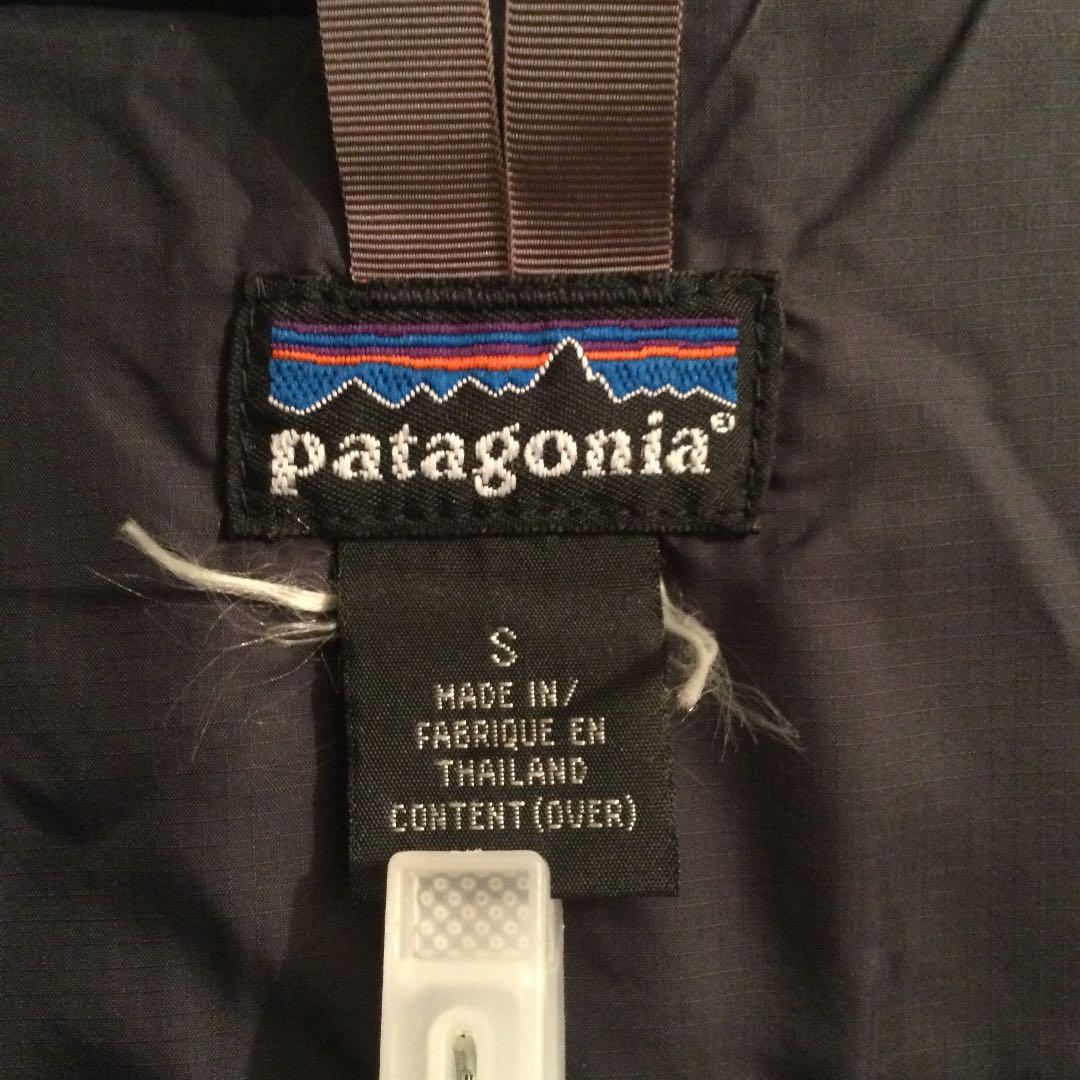 patagonia®
S
MADE IN/
FABRIQUE EN
THAILAND
CONTENT (OVER)